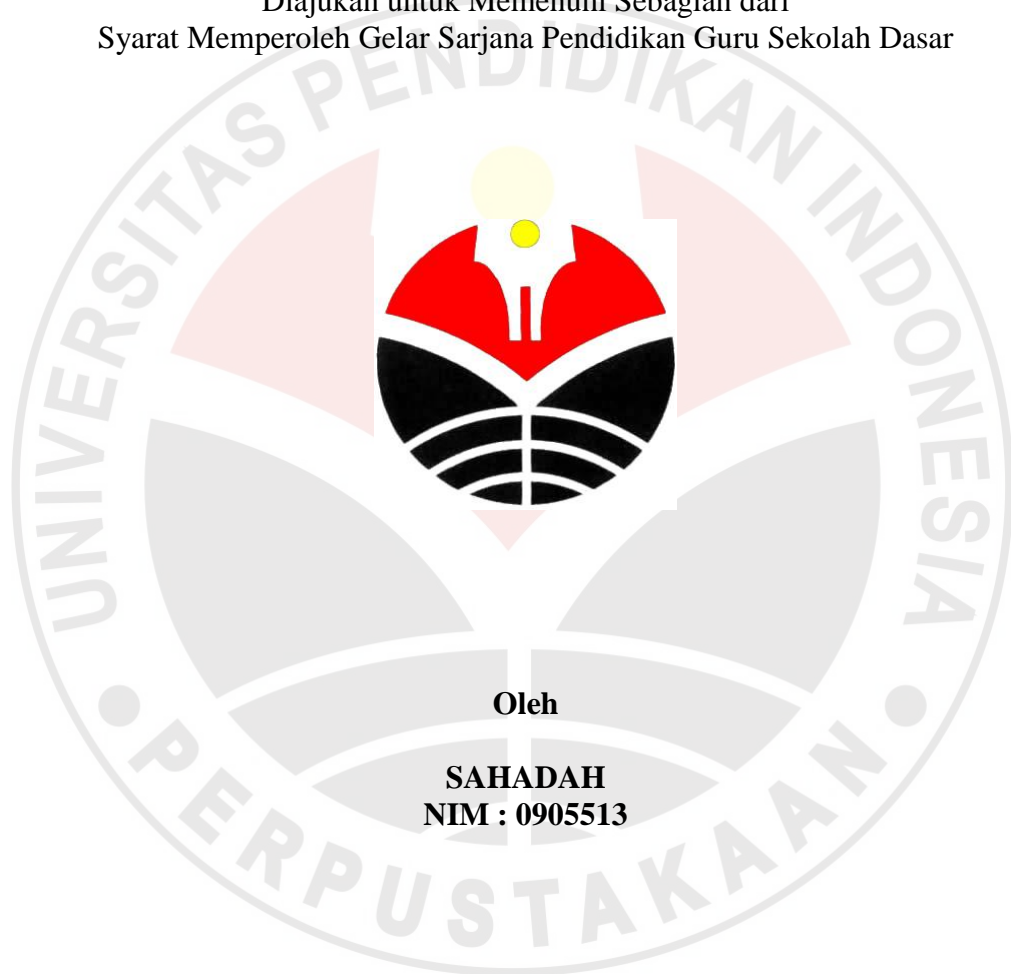 Diajukan untuk Memenuhi Sebagian dari
Syarat Memperoleh Gelar Sarjana Pendidikan Guru Sekolah Dasar
UNIVERSITAS PENDIDIKAN INDONESIA
Oleh
SAHADAH
NIM : 0905513
PERPUSTAKAAN